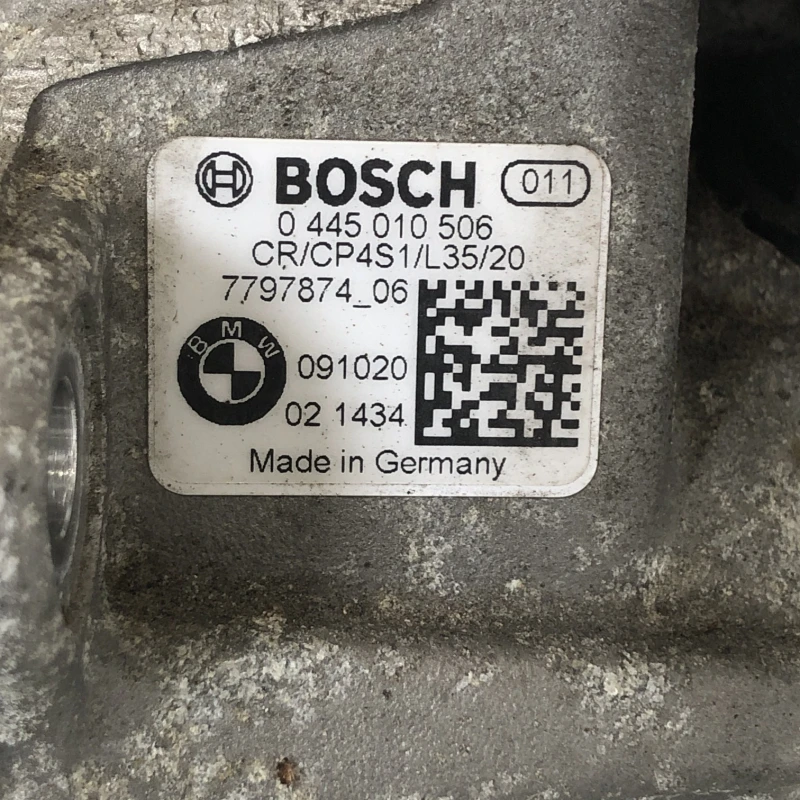 BOSCH 011
0 445 010 506
CR/CP4S1/L35/20
7797874_06
BMW
091020
02 1434
Made in Germany